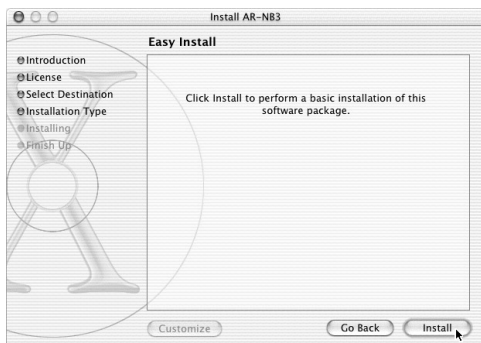 Install AR-NB3
Easy Install
Introduction
License
Select Destination
Installation Type
Installing
Finish Up
Click Install to perform a basic installation of this
software package.
Customize
Go Back
Install